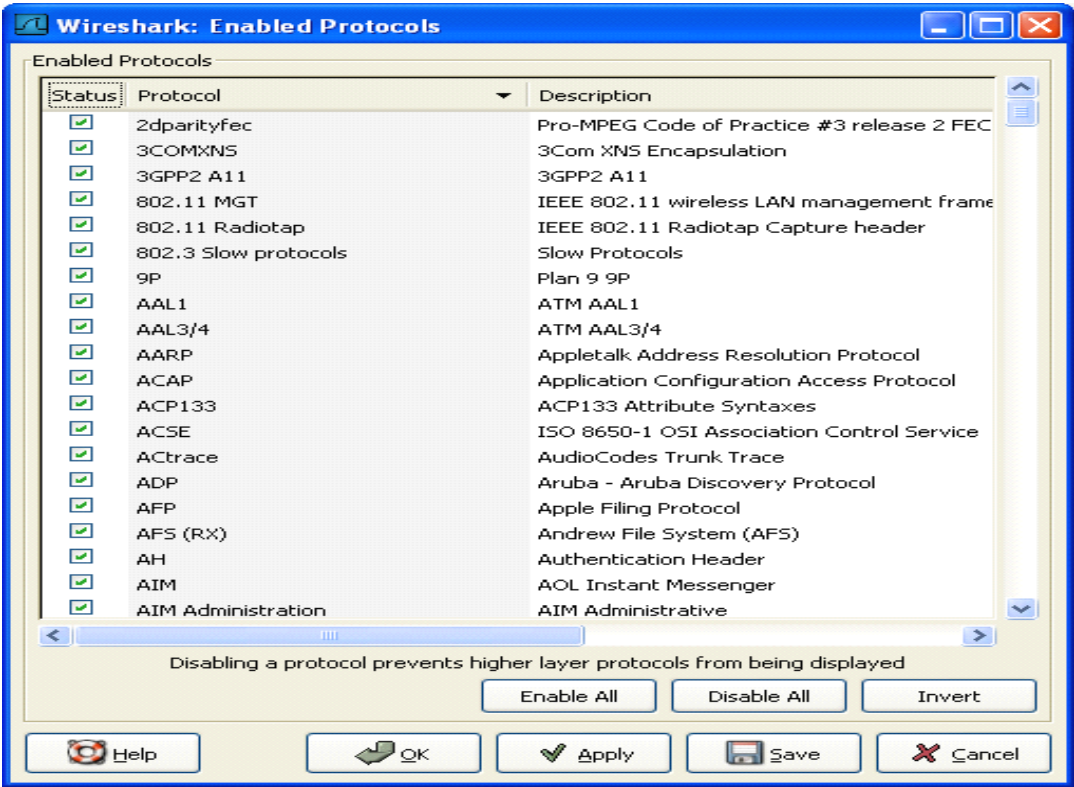 Wireshark: Enabled Protocols
Enabled Protocols
Status Protocol Description
2dparityfec Pro-MPEG Code of Practice #3 release 2 FEC
3COMXNS 3Com XNS Encapsulation
3GPP2 A11 3GPP2 A11
802.11 MGT IEEE 802.11 wireless LAN management frame
802.11 Radiotap IEEE 802.11 Radiotap Capture header
802.3 Slow protocols Slow Protocols
9P Plan 9 9P
AAL1 ATM AAL1
AAL3/4 ATM AAL3/4
AARP Appletalk Address Resolution Protocol
ACAP Application Configuration Access Protocol
ACP133 ACP133 Attribute Syntaxes
ACSE ISO 8650-1 OSI Association Control Service
ACtrace AudioCodes Trunk Trace
ADP Aruba - Aruba Discovery Protocol
AFP Apple Filing Protocol
AFS (RX) Andrew File System (AFS)
AH Authentication Header
AIM AOL Instant Messenger
AIM Administration AIM Administrative
Disabling a protocol prevents higher layer protocols from being displayed
Enable All Disable All Invert
Help OK Apply Save Cancel